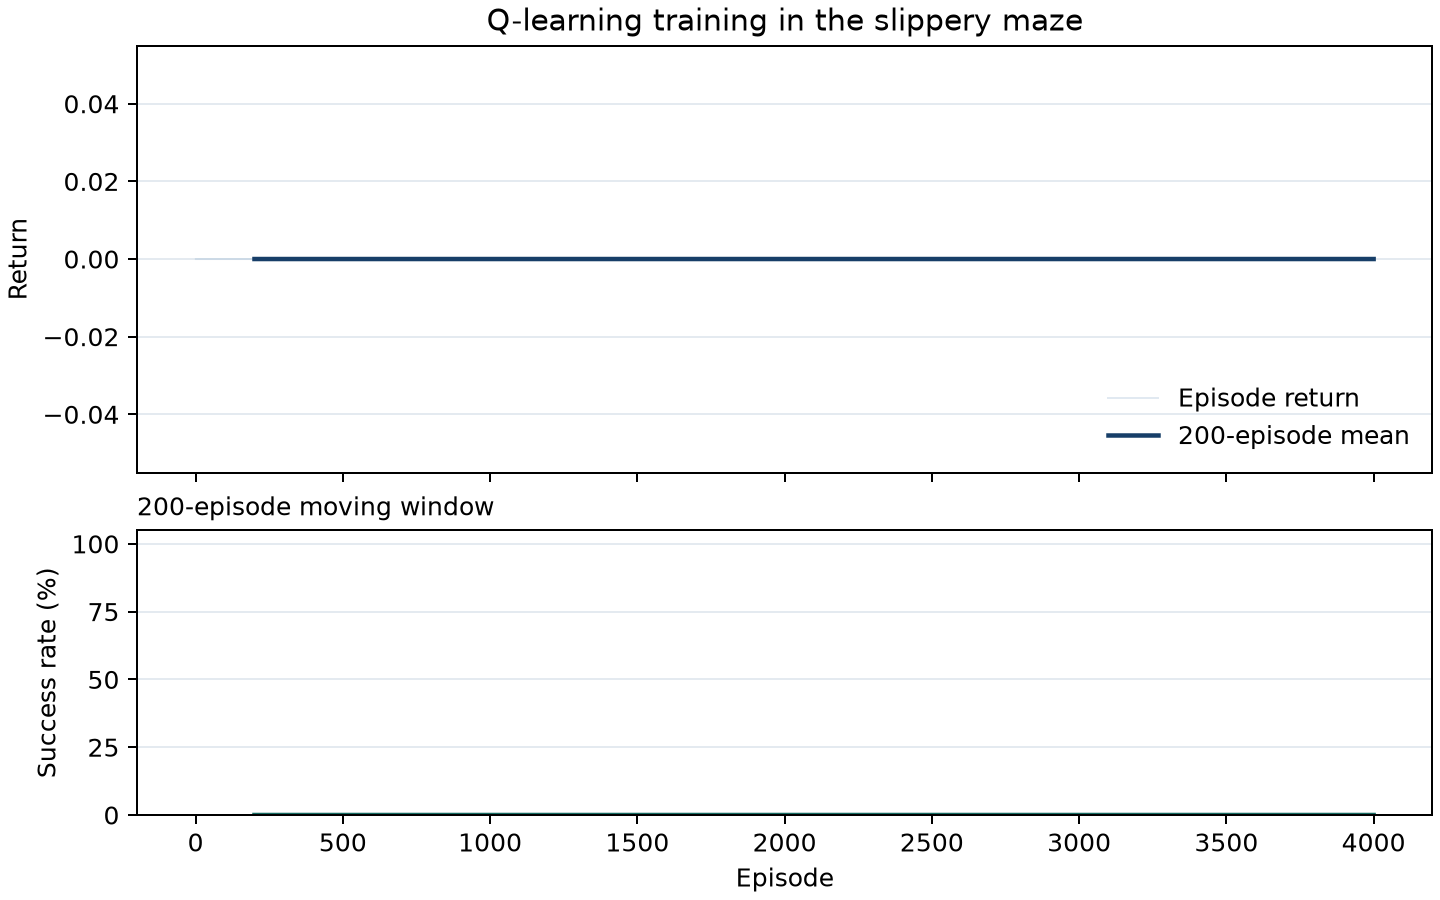 Q-learning training in the slippery maze
Return
0.04
0.02
0.00
−0.02
−0.04
Episode return
200-episode mean
200-episode moving window
Success rate (%)
100
75
50
25
0
0 500 1000 1500 2000 2500 3000 3500 4000
Episode